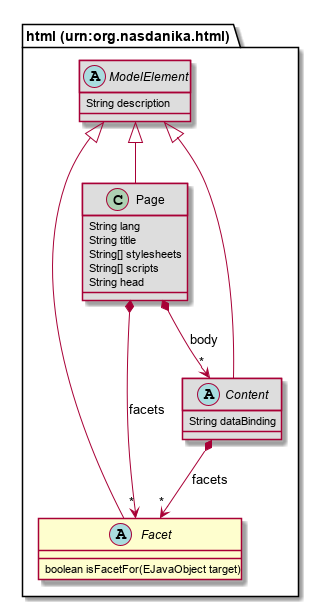 html (urn:org.nasdanika.html)
A ModelElement
String description
C Page
String lang
String title
String[] stylesheets
String[] scripts
String head
body
*
A Content
String dataBinding
facets
facets
*
*
A Facet
boolean isFacetFor(EJavaObject target)